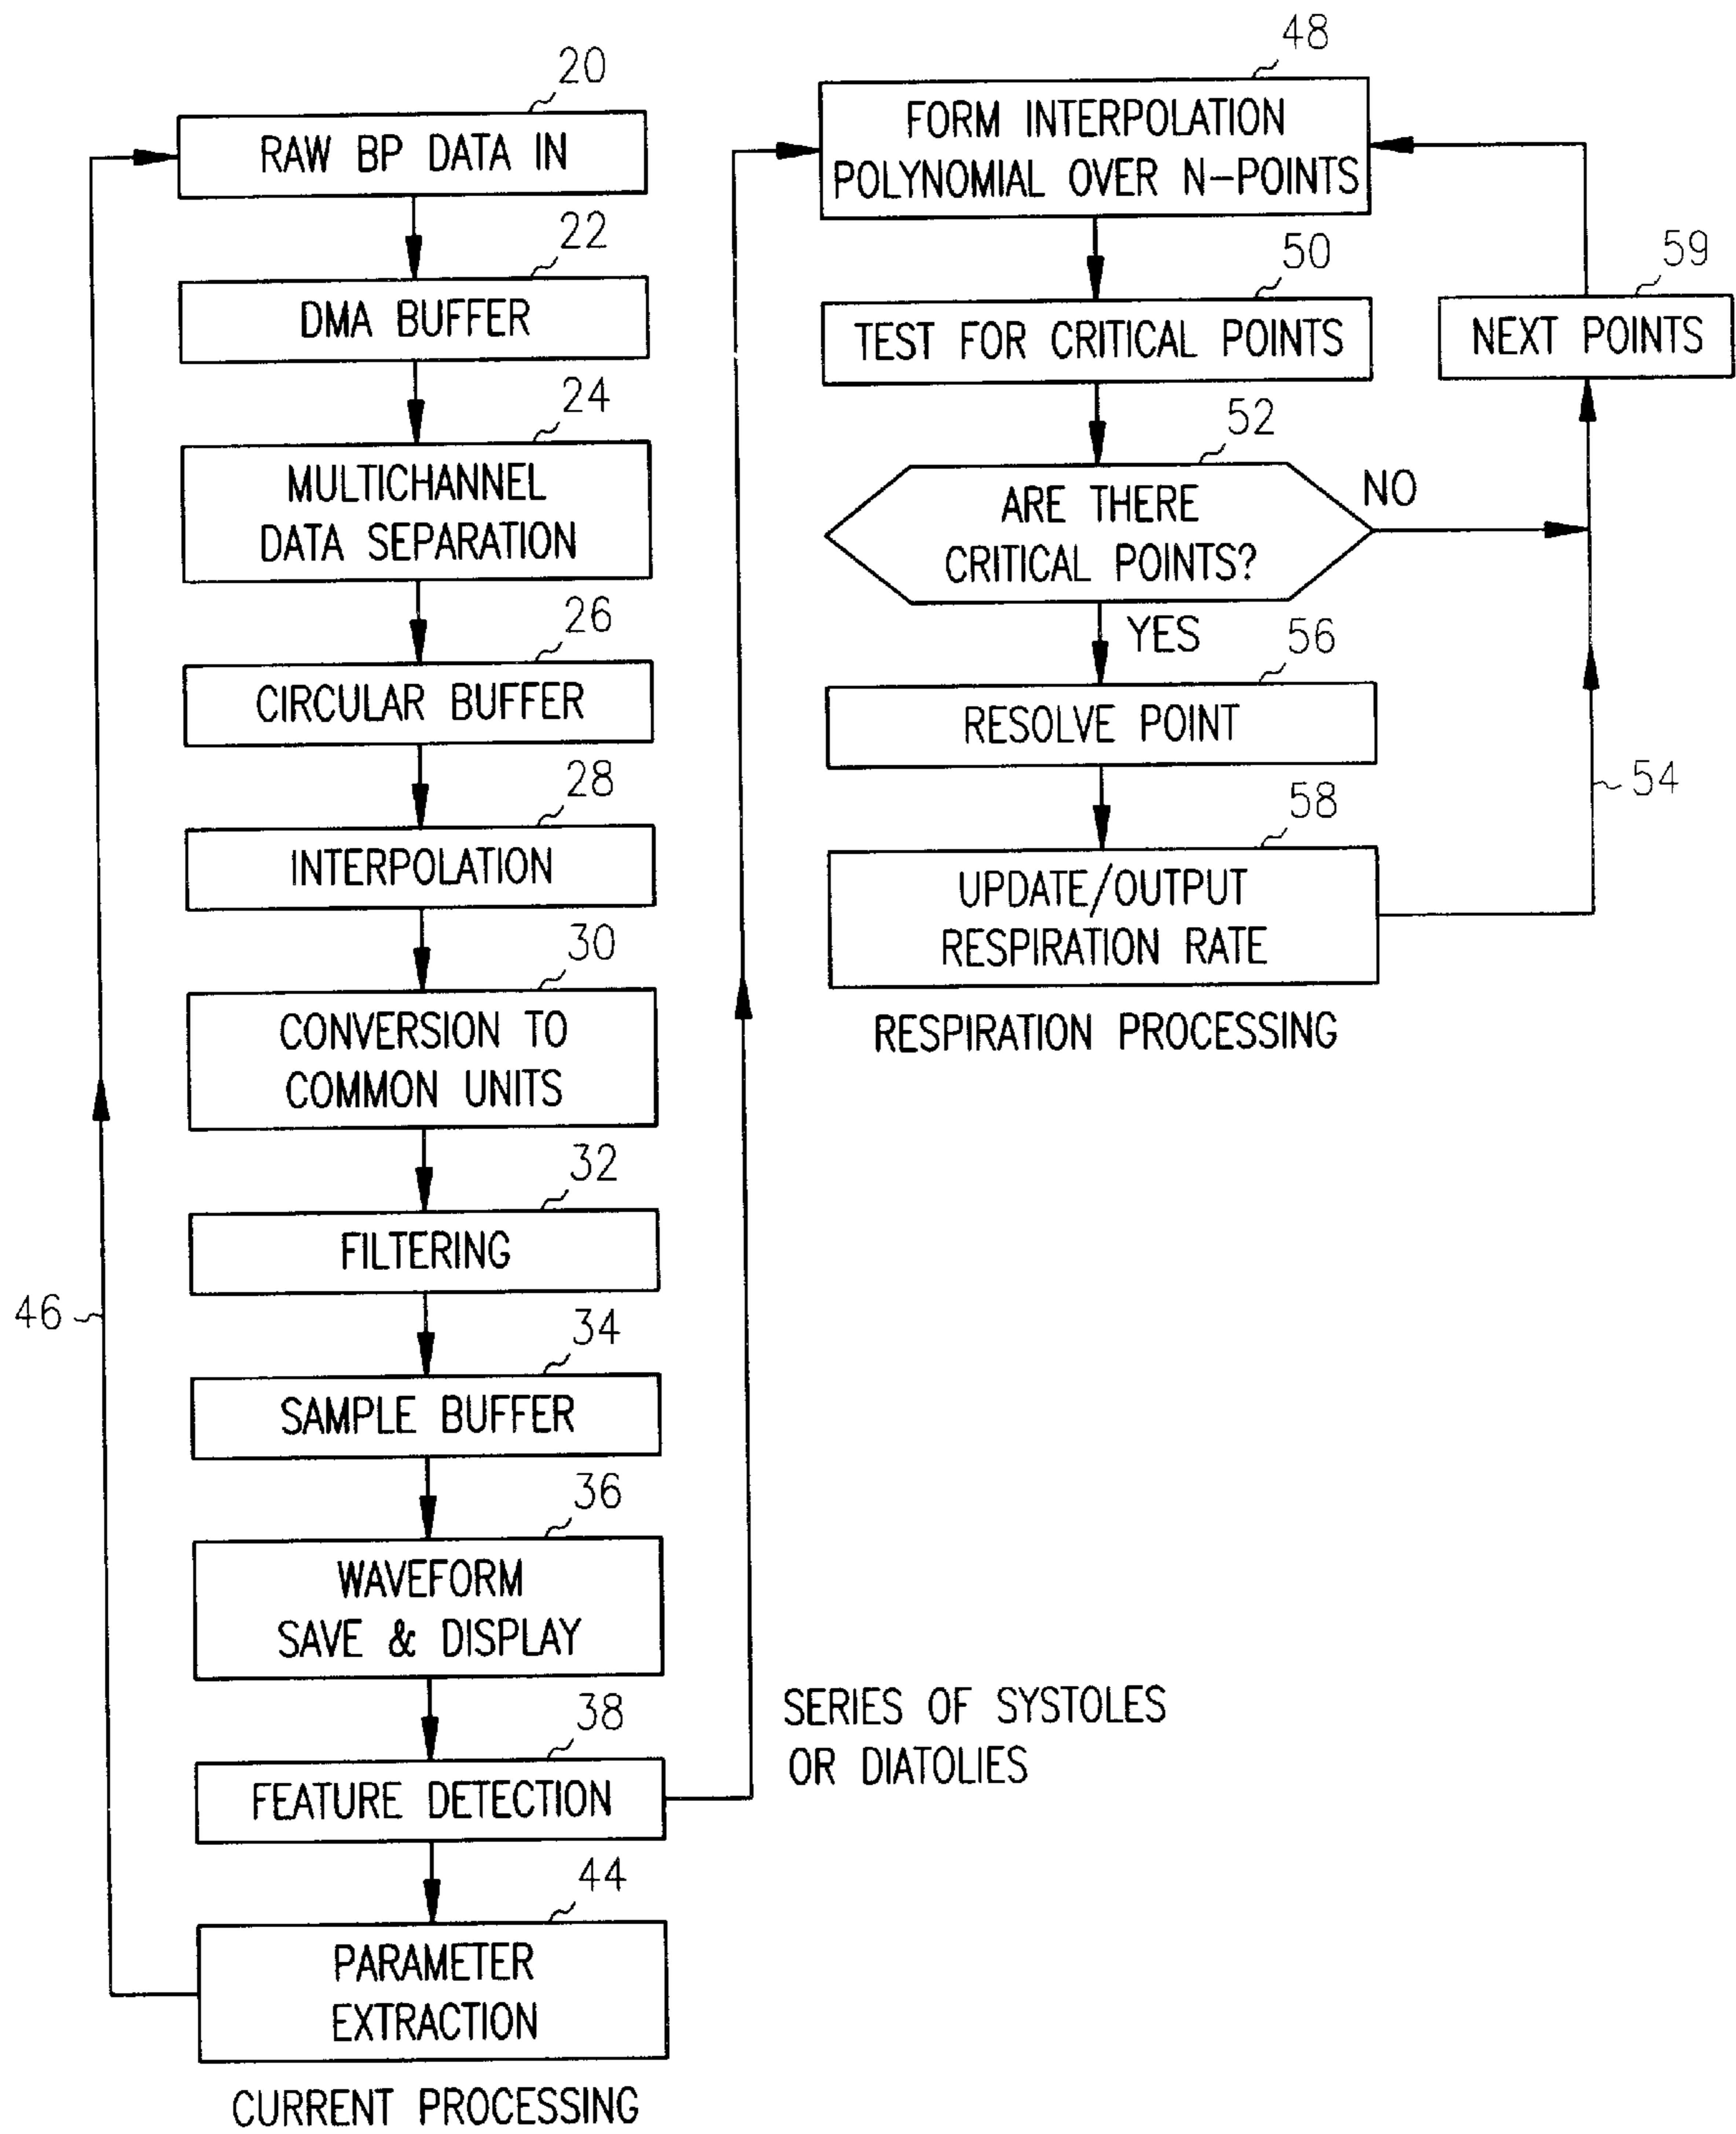 20
RAW BP DATA IN
22
DMA BUFFER
24
MULTICHANNEL
DATA SEPARATION
26
CIRCULAR BUFFER
28
INTERPOLATION
30
CONVERSION TO
COMMON UNITS
32
FILTERING
46
34
SAMPLE BUFFER
36
WAVEFORM
SAVE & DISPLAY
38
FEATURE DETECTION
44
PARAMETER
EXTRACTION
CURRENT PROCESSING
SERIES OF SYSTOLES
OR DIATOLIES
48
FORM INTERPOLATION
POLYNOMIAL OVER N-POINTS
50
TEST FOR CRITICAL POINTS
59
NEXT POINTS
52
ARE THERE
CRITICAL POINTS?
NO
YES
56
RESOLVE POINT
54
58
UPDATE/OUTPUT
RESPIRATION RATE
RESPIRATION PROCESSING